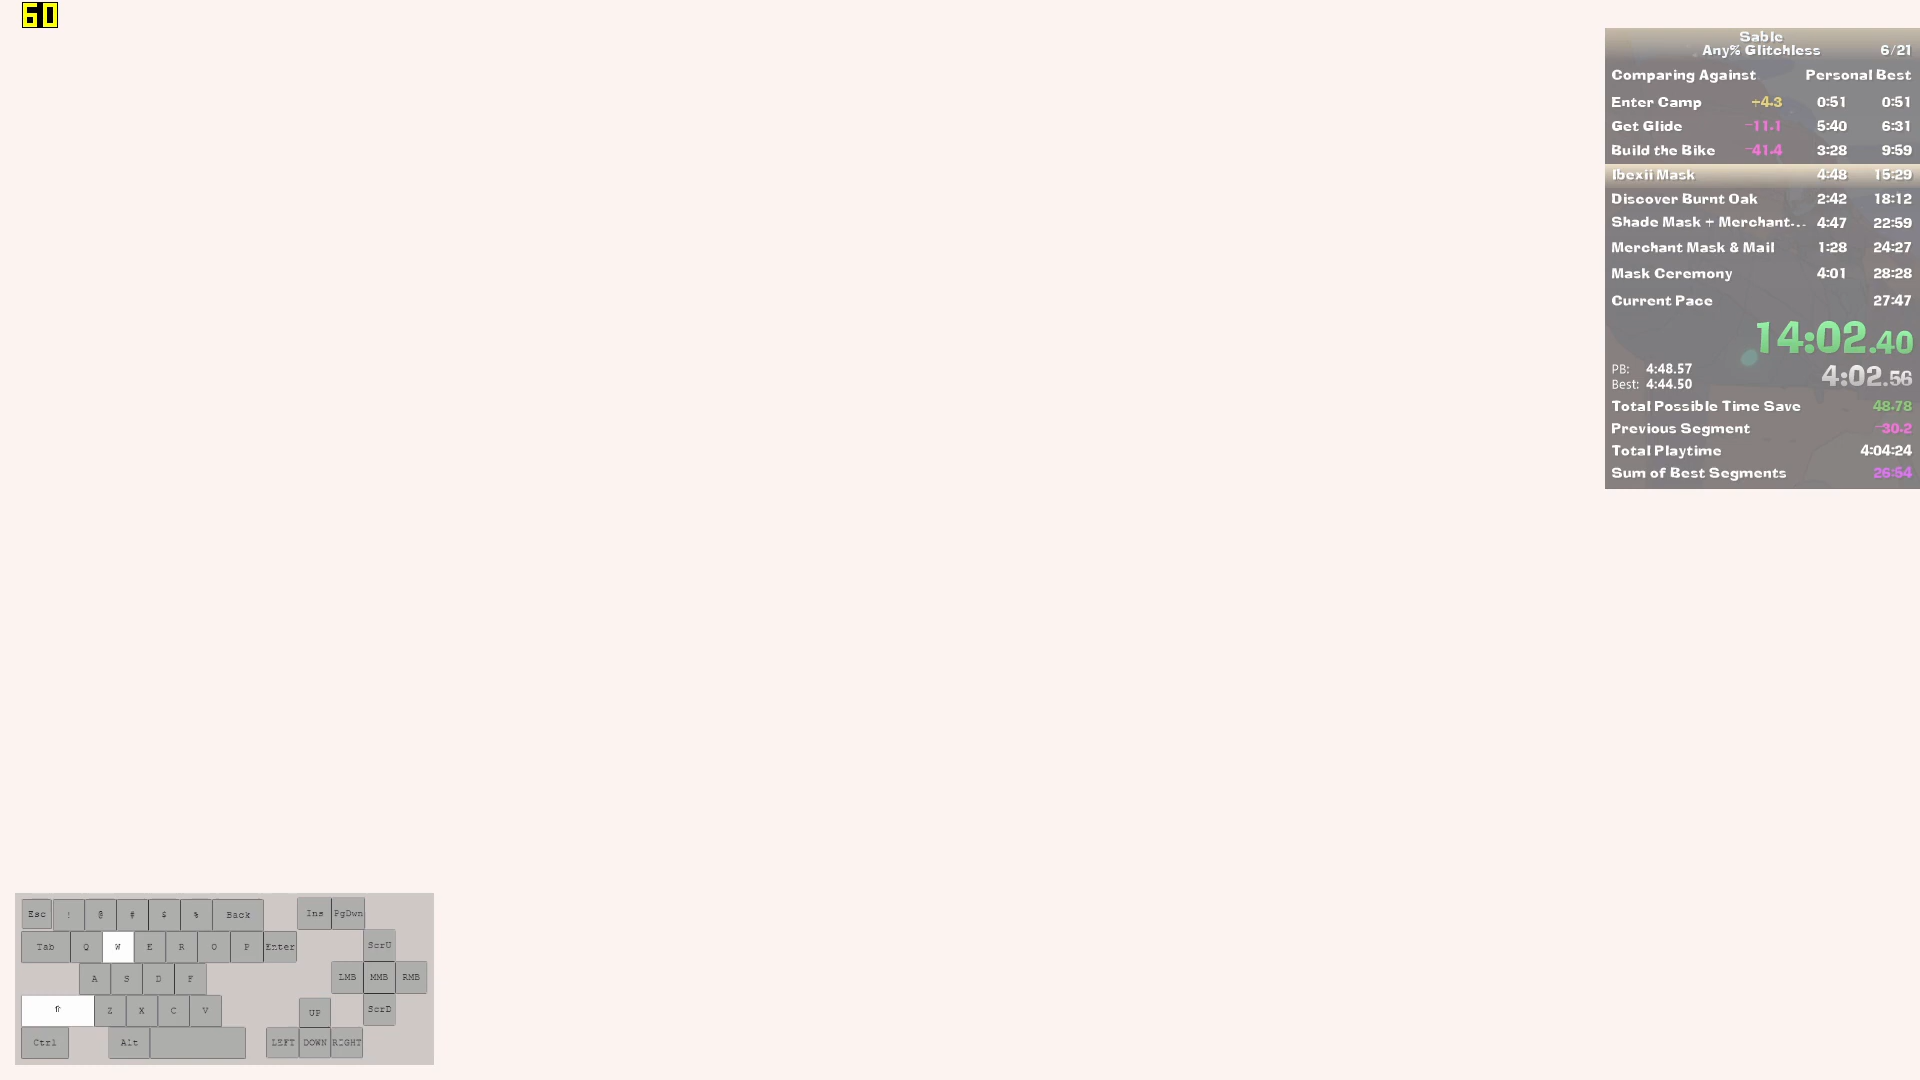 60
Sable
Any% Glitchless 6/21
Comparing Against Personal Best
Enter Camp +4.3 0:51 0:51
Get Glide −11.1 5:40 6:31
Build the Bike −41.4 3:28 9:59
Ibexii Mask 4:48 15:29
Discover Burnt Oak 2:42 18:12
Shade Mask + Merchant... 4:47 22:59
Merchant Mask & Mail 1:28 24:27
Mask Ceremony 4:01 28:28
Current Pace 27:47
14:02.40
PB: 4:48.57
Best: 4:44.50
4:02.56
Total Possible Time Save 48.78
Previous Segment −30.2
Total Playtime 4:04:24
Sum of Best Segments 26:54
Esc ! @ # $ % Back Ins PgDwn
Tab Q W E R O P Enter ScrU
A S D F LMB MMB RMB
⇑ Z X C V UP ScrD
Ctrl Alt LEFT DOWN RIGHT